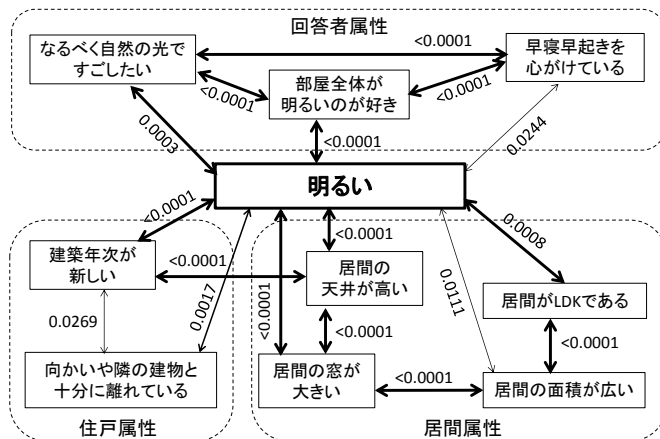 回答者属性
なるべく自然の光で
すごしたい
<0.0001
早寝早起きを
心がけている
<0.0001
部屋全体が
明るいのが好き
<0.0001
0.0003
<0.0001
0.0244
明るい
<0.0001
建築年次が
新しい
<0.0001
0.0269
0.0017
向かいや隣の建物と
十分に離れている
住戸属性
<0.0001
<0.0001
居間の
天井が高い
<0.0001
居間の窓が
大きい
<0.0001
0.0111
0.0008
居間がLDKである
<0.0001
居間の面積が広い
居間属性